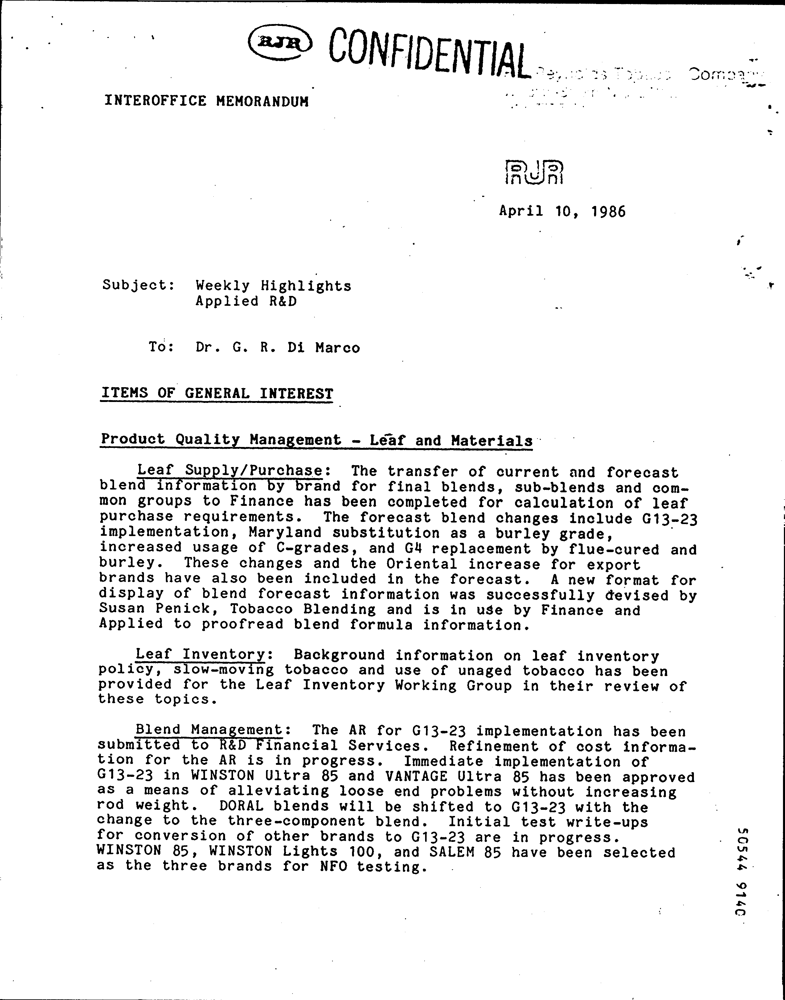 RJR CONFIDENTIAL
Company
INTEROFFICE MEMORANDUM
RJR
April 10, 1986
Subject: Weekly Highlights
Applied R&D
To: Dr. G. R. Di Marco
ITEMS OF GENERAL INTEREST
Product Quality Management - Leaf and Materials
Leaf Supply/Purchase: The transfer of current and forecast
blend information by brand for final blends, sub-blends and com-
mon groups to Finance has been completed for calculation of leaf
purchase requirements. The forecast blend changes include G13-23
implementation, Maryland substitution as a burley grade,
increased usage of C-grades, and G4 replacement by flue-cured and
burley. These changes and the Oriental increase for export
brands have also been included in the forecast. A new format for
display of blend forecast information was successfully devised by
Susan Penick, Tobacco Blending and is in use by Finance and
Applied to proofread blend formula information.
Leaf Inventory: Background information on leaf inventory
policy, slow-moving tobacco and use of unaged tobacco has been
provided for the Leaf Inventory Working Group in their review of
these topics.
Blend Management: The AR for G13-23 implementation has been
submitted to R&D Financial Services. Refinement of cost informa-
tion for the AR is in progress. Immediate implementation of
G13-23 in WINSTON Ultra 85 and VANTAGE Ultra 85 has been approved
as a means of alleviating loose end problems without increasing
rod weight. DORAL blends will be shifted to G13-23 with the
change to the three-component blend. Initial test write-ups
for conversion of other brands to G13-23 are in progress.
WINSTON 85, WINSTON Lights 100, and SALEM 85 have been selected
as the three brands for NFO testing.
50544 9140